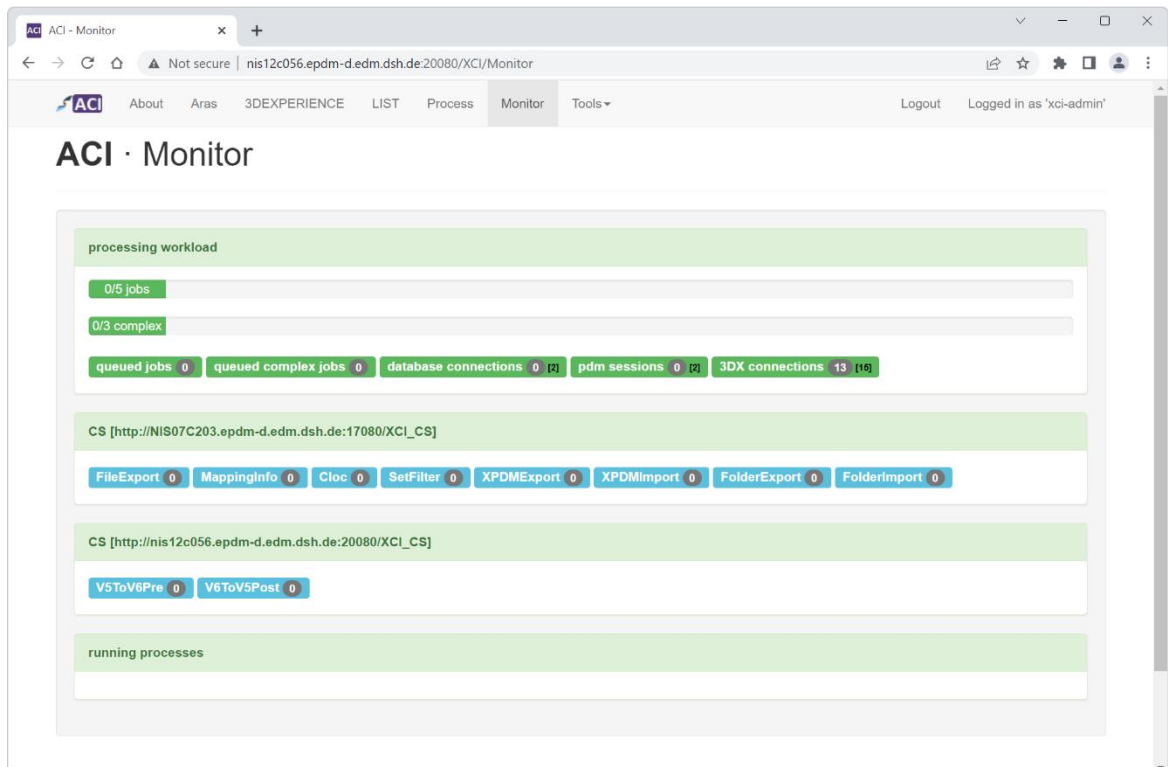 ACI ACI - Monitor
Not secure nis12c056.epdm-d.edm.dsh.de:20080/XCI/Monitor
ACI About Aras 3DEXPERIENCE LIST Process Monitor Tools Logout Logged in as 'xci-admin'
ACI · Monitor
processing workload
0/5 jobs
0/3 complex
queued jobs 0 queued complex jobs 0 database connections 0 [2] pdm sessions 0 [2] 3DX connections 13 [15]
CS [http://NIS07C203.epdm-d.edm.dsh.de:17080/XCI_CS]
FileExport 0 MappingInfo 0 Cloc 0 SetFilter 0 XPDMExport 0 XPDMImport 0 FolderExport 0 FolderImport 0
CS [http://nis12c056.epdm-d.edm.dsh.de:20080/XCI_CS]
V5ToV6Pre 0 V6ToV5Post 0
running processes